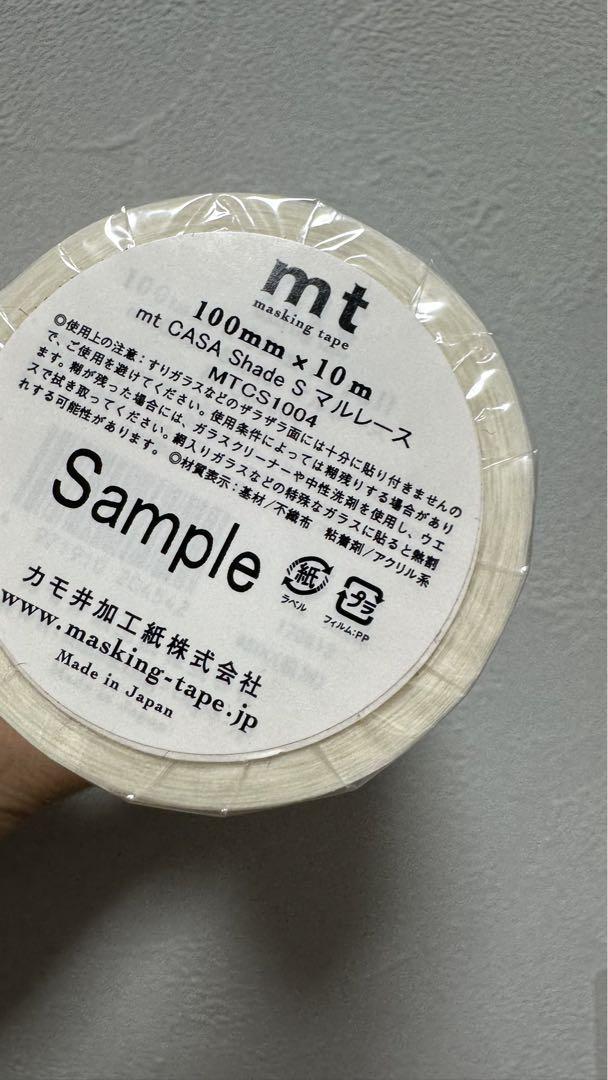 mt
masking tape
100mm x 10m
mt CASA Shade S マルレース
MTCS1004
◎使用上の注意：すりガラスなどのザラザラ面には十分に貼り付きませんの
で、ご使用を避けてください。使用条件によっては糊残りする場合があり
ます。糊が残った場合には、ガラスクリーナーや中性洗剤を使用し、ウエ
スで拭き取ってください。網入りガラスなどの特殊なガラスに貼ると熱割
れする可能性があります。 ◎材質表示：基材/不織布 粘着剤/アクリル系
Sample
紙
ラベル
プラ
フィルム:PP
カモ井加工紙株式会社
www.masking-tape.jp
Made in Japan